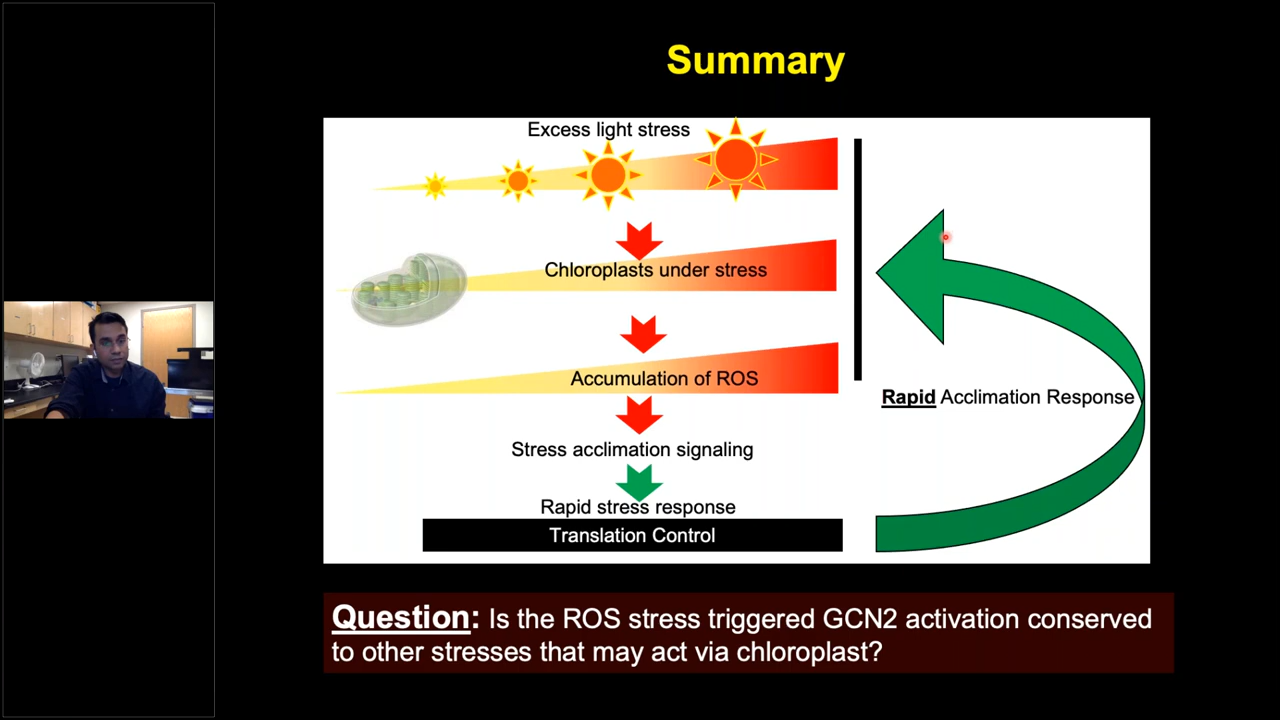 Summary
Excess light stress
Chloroplasts under stress
Accumulation of ROS
Rapid Acclimation Response
Stress acclimation signaling
Rapid stress response
Translation Control
Question: Is the ROS stress triggered GCN2 activation conserved
to other stresses that may act via chloroplast?